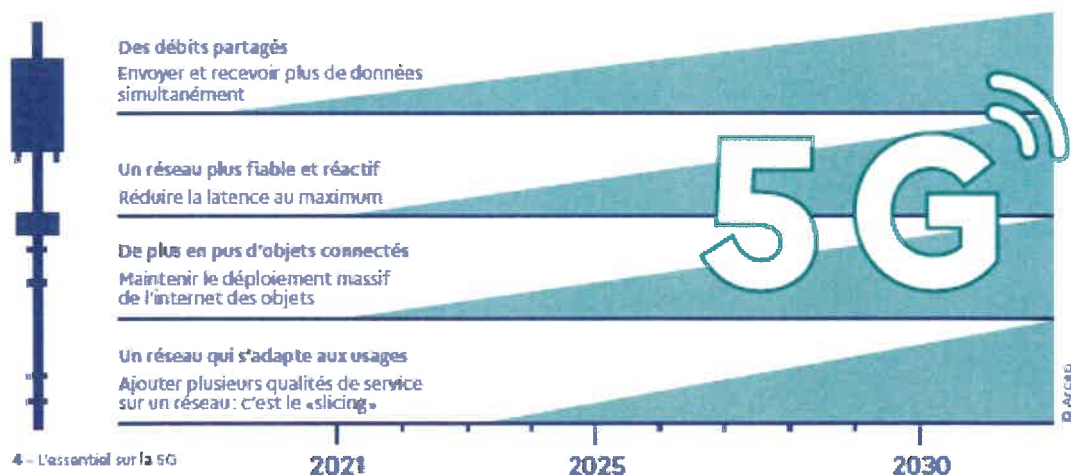 Des débits partagés
Envoyer et recevoir plus de données
simultanément
5G
Un réseau plus fiable et réactif
Réduire la latence au maximum
De plus en pus d'objets connectés
Maintenir le déploiement massif
de l'internet des objets
Un réseau qui s'adapte aux usages
Ajouter plusieurs qualités de service
sur un réseau : c'est le «slicing»
4 – L'essentiel sur la 5G
2021
2025
2030